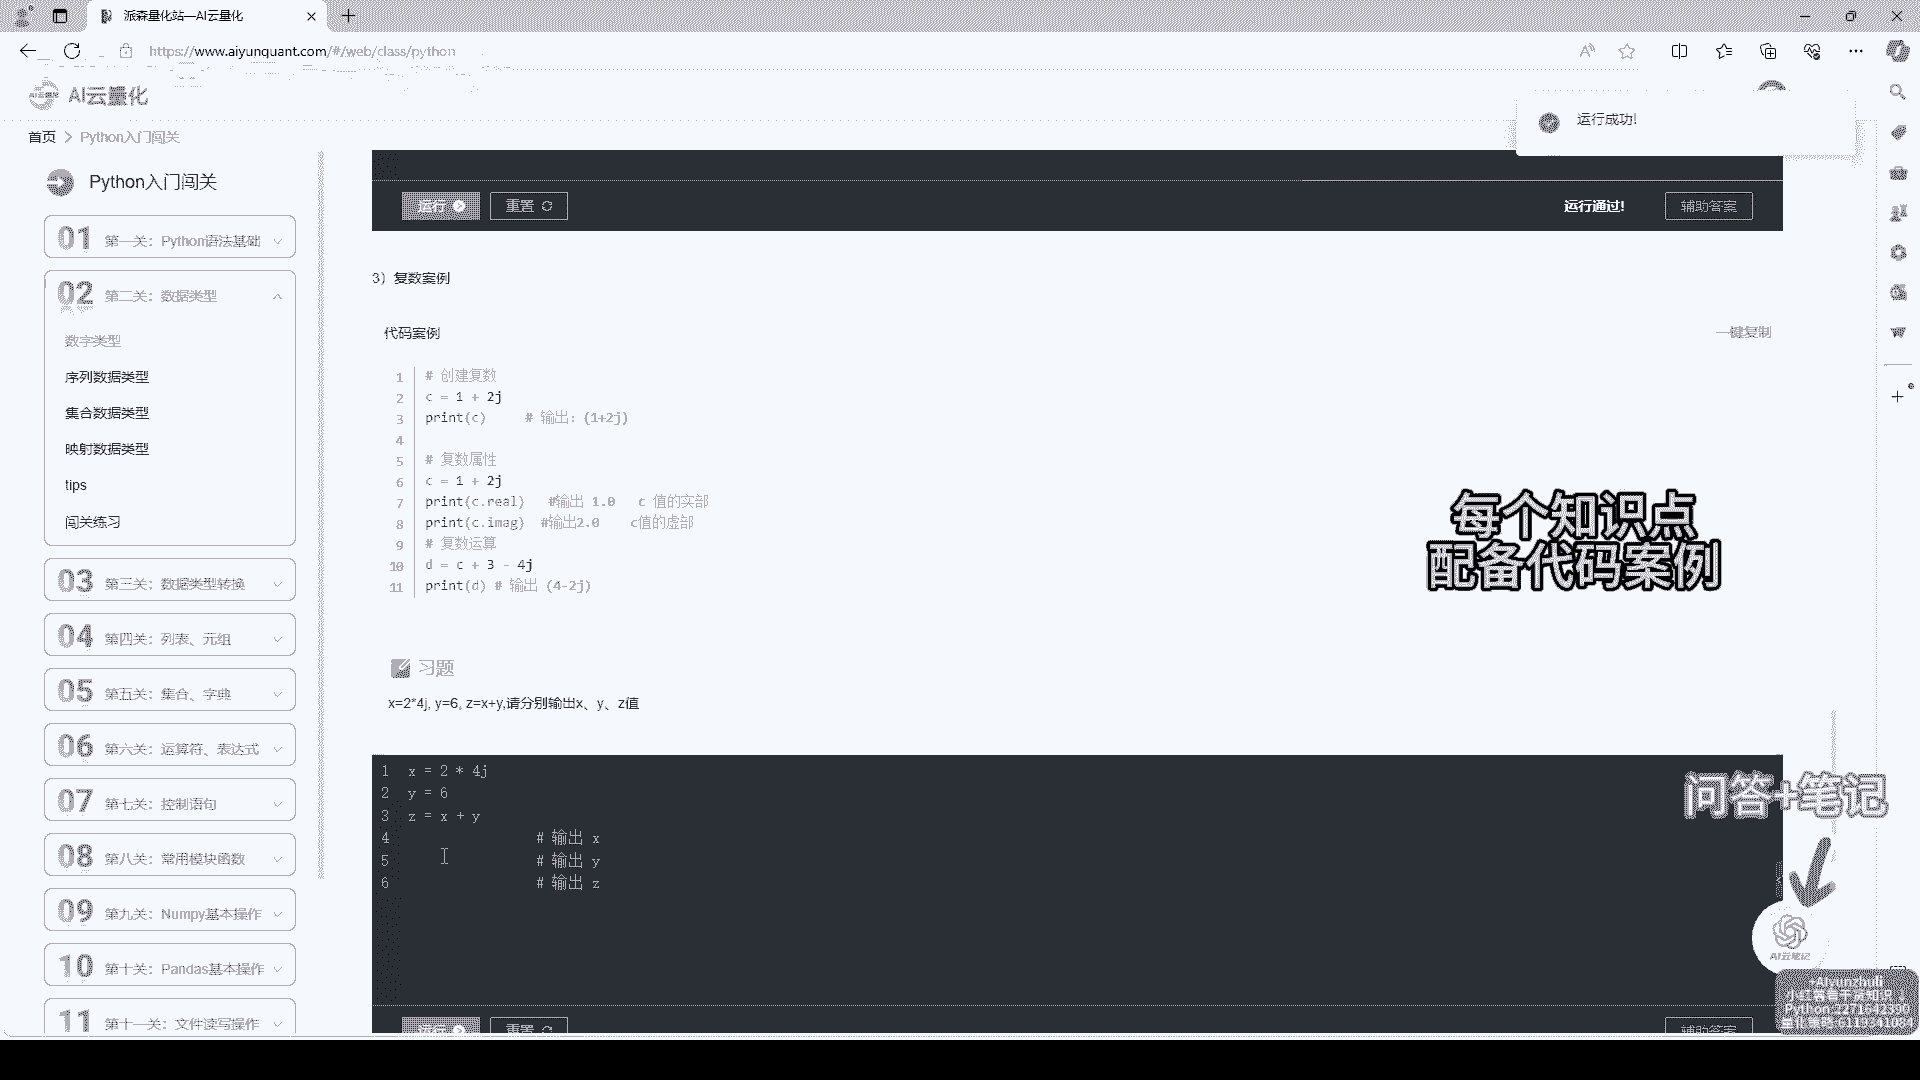 派森量化站—AI云量化
https://www.aiyunquant.com/#/web/class/python
AI云量化
运行成功!
首页 > Python入门闯关
Python入门闯关
01 第一关：Python语法基础
02 第二关：数据类型
数字类型
序列数据类型
集合数据类型
映射数据类型
tips
闯关练习
03 第三关：数据类型转换
04 第四关：列表、元组
05 第五关：集合、字典
06 第六关：运算符、表达式
07 第七关：控制语句
08 第八关：常用模块函数
09 第九关：Numpy基本操作
10 第十关：Pandas基本操作
11 第十一关：文件读写操作
运行 重置 运行通过! 辅助答案
3）复数案例
代码案例 一键复制
1 # 创建复数
2 c = 1 + 2j
3 print(c) # 输出：(1+2j)
4
5 # 复数属性
6 c = 1 + 2j
7 print(c.real) #输出 1.0 c 值的实部
8 print(c.imag) #输出2.0 c值的虚部
9 # 复数运算
10 d = c + 3 - 4j
11 print(d) # 输出 (4-2j)
每个知识点
配备代码案例
习题
x=2*4j, y=6, z=x+y,请分别输出x、y、z值
1 x = 2 * 4j
2 y = 6
3 z = x + y
4 # 输出 x
5 # 输出 y
6 # 输出 z
问答+笔记
AI云笔记
运行 重置 辅助答案
+Aiyunzhuli